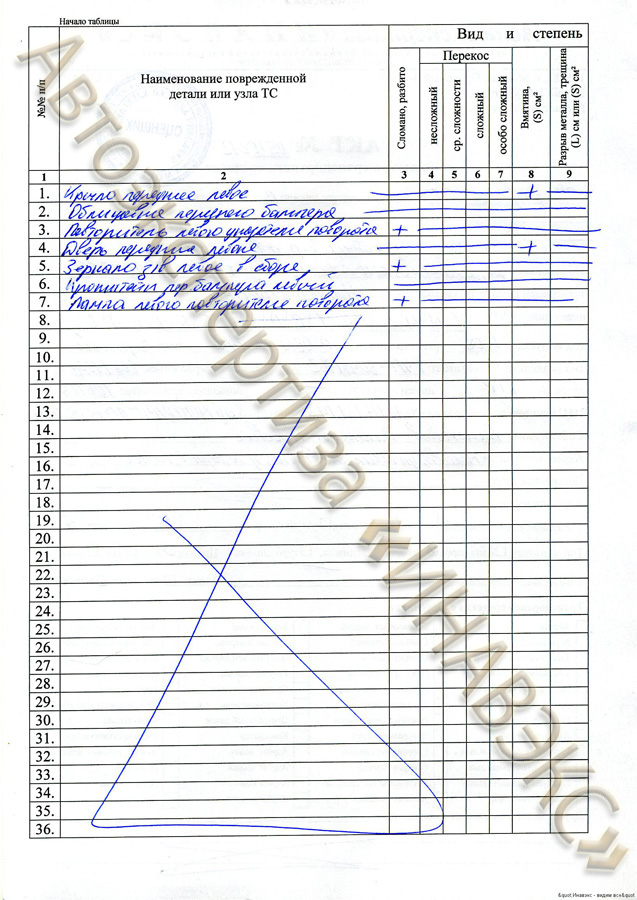 Начало таблицы
№№ п/п
Наименование поврежденной
детали или узла ТС
Вид и степень
Сломано, разбито
Перекос
несложный
ср. сложности
сложный
особо сложный
Вмятина,
(S) см²
Разрыв металла, трещина
(L) см или (S) см²
1 2 3 4 5 6 7 8 9
1. Крыло переднее левое — +
2. Облицовка переднего бампера —
3. Повторитель левого указателя поворота + —
4. Дверь передняя левая — + —
5. Зеркало з/в левое в сборе + —
6. Кронштейн пер бампера левый —
7. Лампа левого повторителя поворота + —
8.
9.
10.
11.
12.
13.
14.
15.
16.
17.
18.
19.
20.
21.
22.
23.
24.
25.
26.
27.
28.
29.
30.
31.
32.
33.
34.
35.
36.
Автоэкспертиза «ИНАВЭКС»
&quot;Инавэкс - видим все&quot;